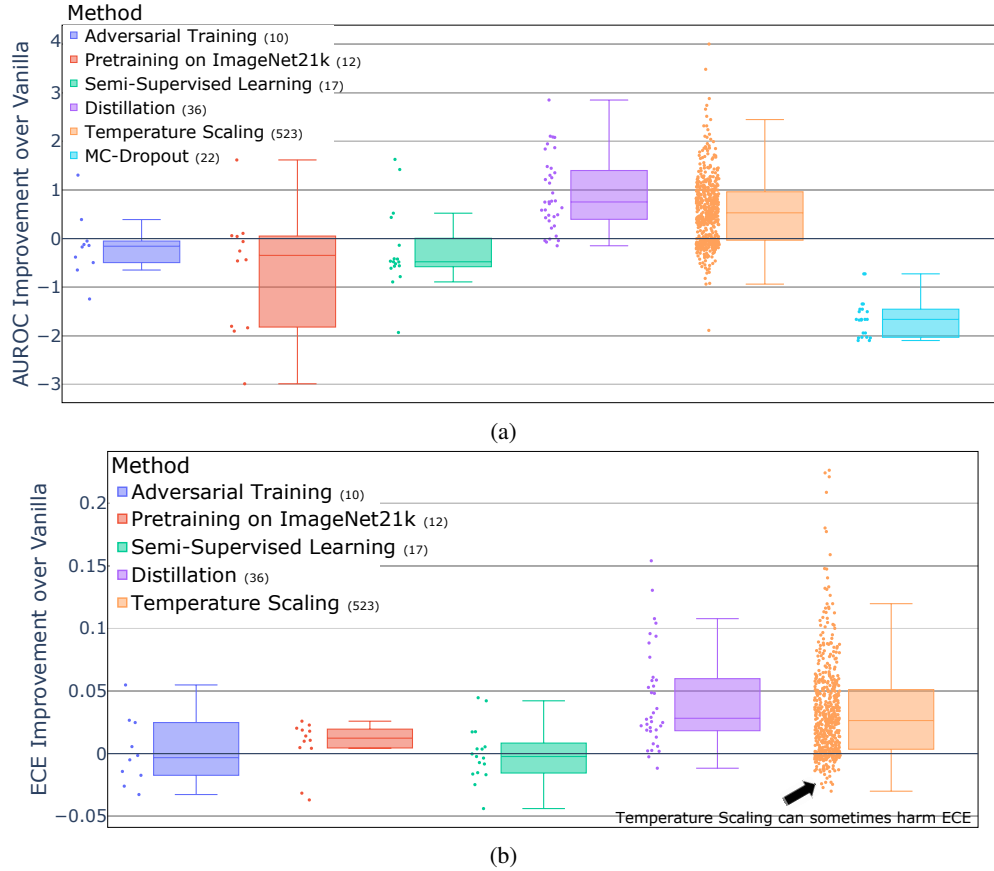 Method
Adversarial Training (10)
Pretraining on ImageNet21k (12)
Semi-Supervised Learning (17)
Distillation (36)
Temperature Scaling (523)
MC-Dropout (22)
AUROC Improvement over Vanilla
4
3
2
1
0
−1
−2
−3
(a)
Method
Adversarial Training (10)
Pretraining on ImageNet21k (12)
Semi-Supervised Learning (17)
Distillation (36)
Temperature Scaling (523)
ECE Improvement over Vanilla
0.2
0.15
0.1
0.05
0
−0.05
Temperature Scaling can sometimes harm ECE
(b)